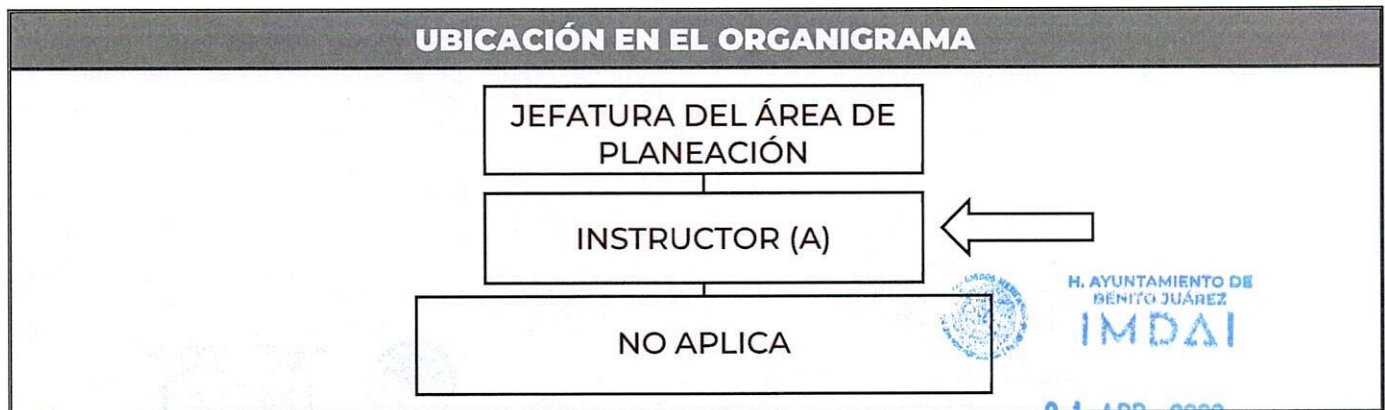 UBICACIÓN EN EL ORGANIGRAMA
JEFATURA DEL ÁREA DE
PLANEACIÓN
INSTRUCTOR (A)
H. AYUNTAMIENTO DE
BENITO JUÁREZ
IMDAI
NO APLICA